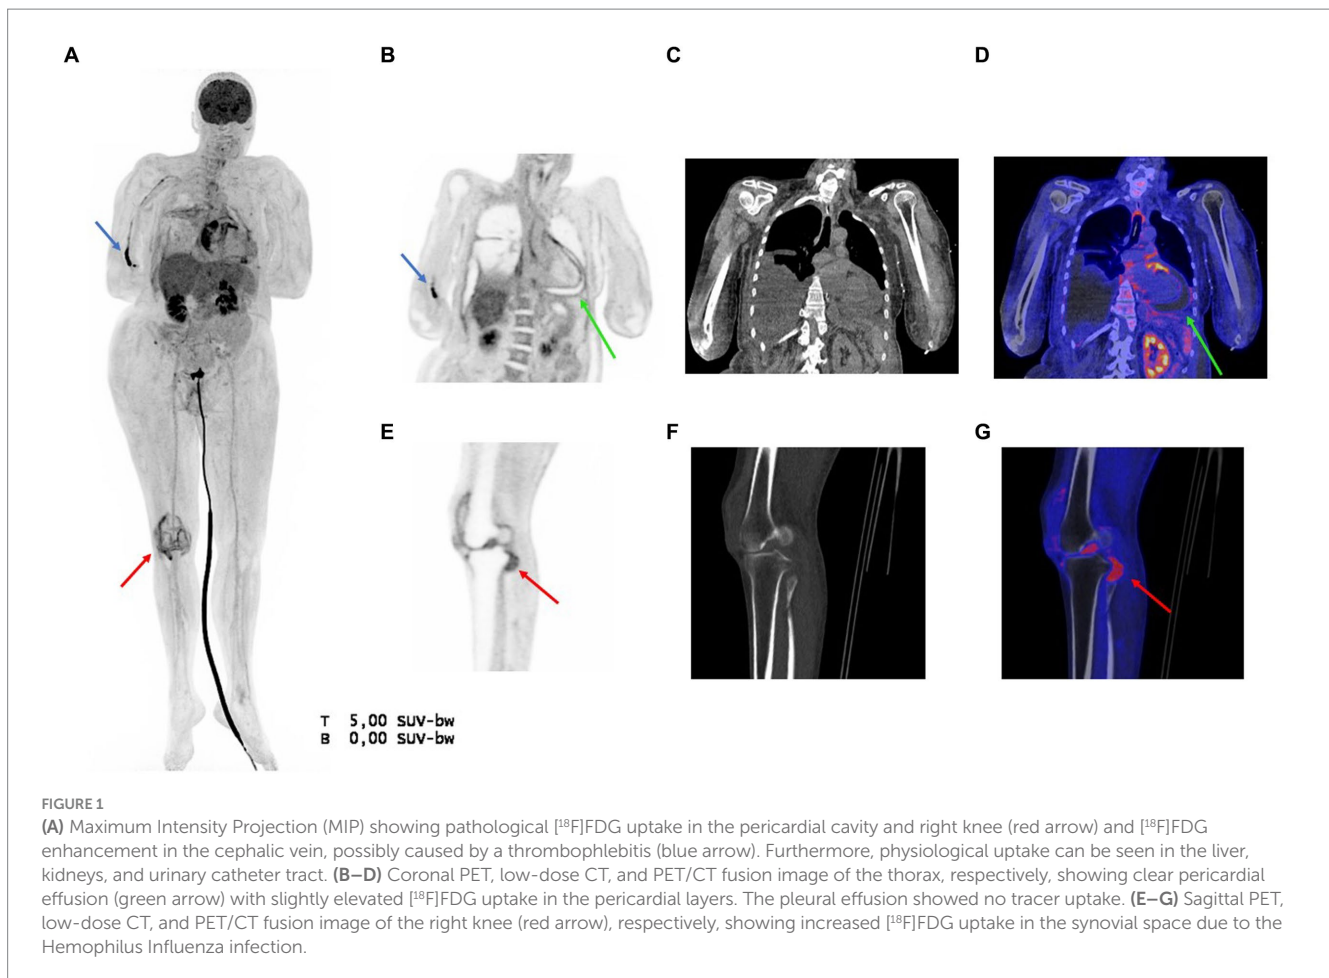 A
B
C
D
E
F
G
T 5,00 SUV-bw
B 0,00 SUV-bw
FIGURE 1
(A) Maximum Intensity Projection (MIP) showing pathological [¹⁸F]FDG uptake in the pericardial cavity and right knee (red arrow) and [¹⁸F]FDG
enhancement in the cephalic vein, possibly caused by a thrombophlebitis (blue arrow). Furthermore, physiological uptake can be seen in the liver,
kidneys, and urinary catheter tract. (B–D) Coronal PET, low-dose CT, and PET/CT fusion image of the thorax, respectively, showing clear pericardial
effusion (green arrow) with slightly elevated [¹⁸F]FDG uptake in the pericardial layers. The pleural effusion showed no tracer uptake. (E–G) Sagittal PET,
low-dose CT, and PET/CT fusion image of the right knee (red arrow), respectively, showing increased [¹⁸F]FDG uptake in the synovial space due to the
Hemophilus Influenza infection.